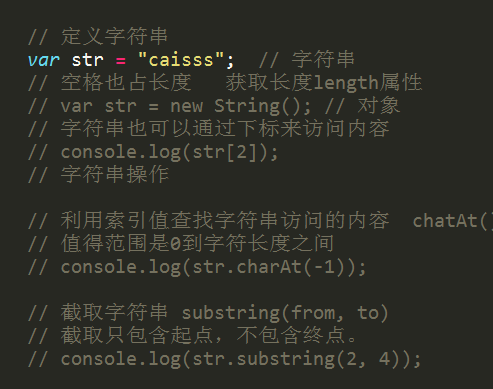 // 定义字符串
var str = "caisss";  // 字符串
// 空格也占长度   获取长度length属性
// var str = new String(); // 对象
// 字符串也可以通过下标来访问内容
// console.log(str[2]);
// 字符串操作
// 利用索引值查找字符串访问的内容  chatAt()
// 值得范围是0到字符长度之间
// console.log(str.charAt(-1));
// 截取字符串 substring(from, to)
// 截取只包含起点，不包含终点。
// console.log(str.substring(2, 4));